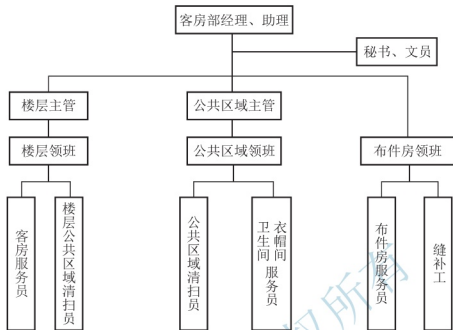 客房部经理、助理
秘书、文员
楼层主管
公共区域主管
楼层领班
公共区域领班
布件房领班
客房服务员
楼层公共区域清扫员
公共区域清扫员
衣帽间
卫生间
服务员
布件房服务员
缝补工
权所有